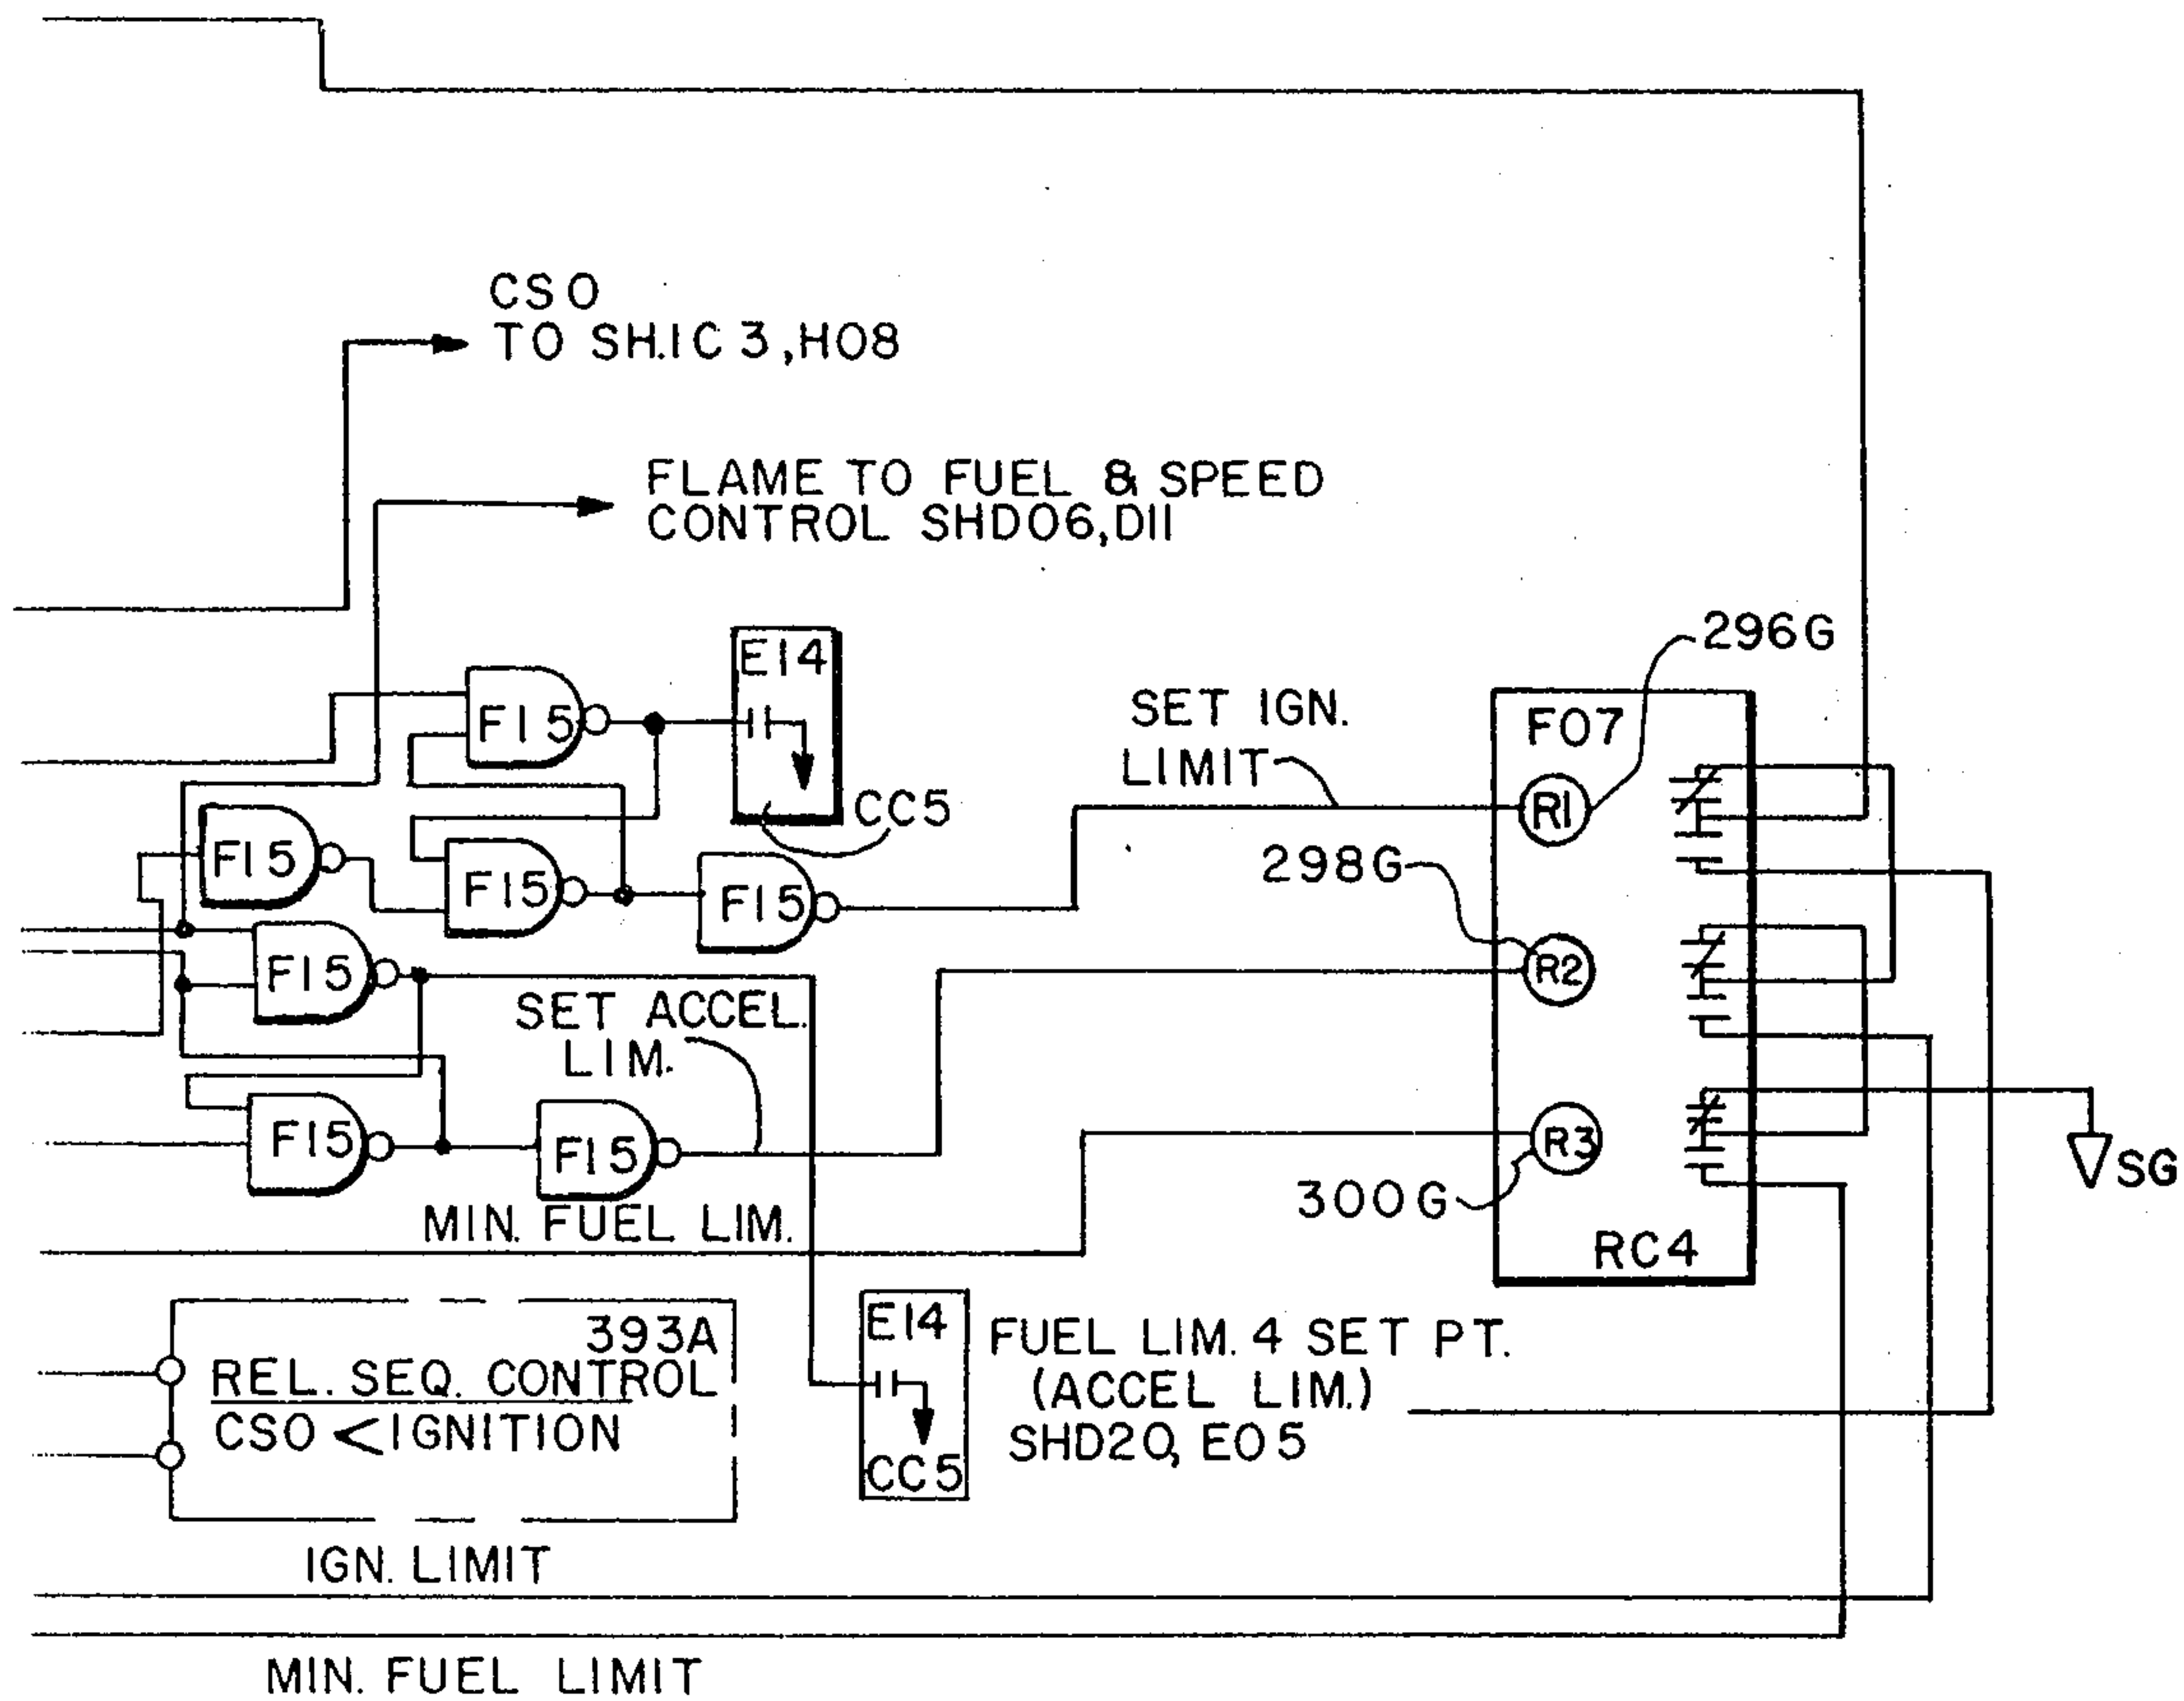 CSO
TO SH.IC 3,H08
FLAME TO FUEL & SPEED
CONTROL SHD06,D11
296G
E14
F15
SET IGN.
LIMIT
F07
CC5
R1
F15
F15
F15
298G
F15
R2
SET ACCEL.
LIM.
F15
F15
R3
300G
SG
MIN. FUEL LIM.
RC4
393A
REL. SEQ. CONTROL
CSO < IGNITION
E14
CC5
FUEL LIM. 4 SET PT.
(ACCEL LIM.)
SHD20, E05
IGN. LIMIT
MIN. FUEL LIMIT